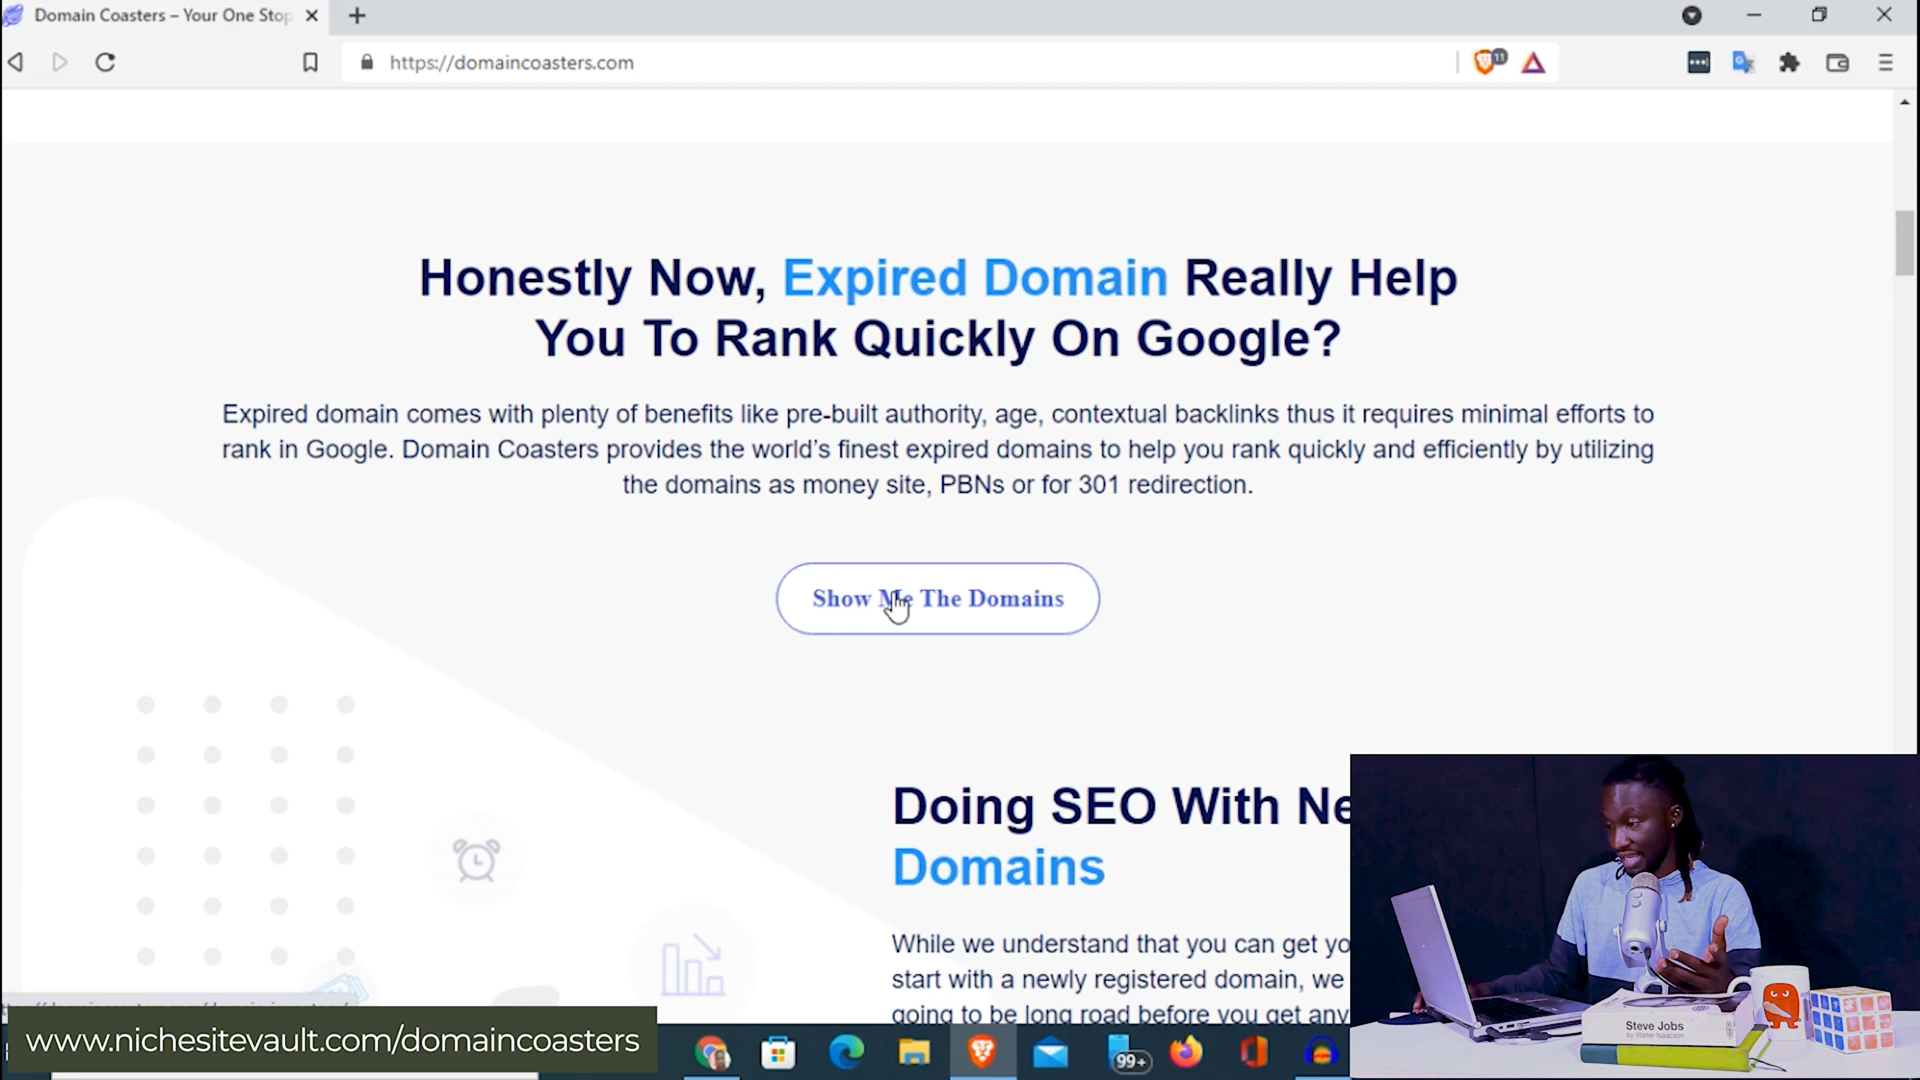 Domain Coasters – Your One Stop
https://domaincoasters.com
11
Honestly Now, Expired Domain Really Help
You To Rank Quickly On Google?
Expired domain comes with plenty of benefits like pre-built authority, age, contextual backlinks thus it requires minimal efforts to
rank in Google. Domain Coasters provides the world's finest expired domains to help you rank quickly and efficiently by utilizing
the domains as money site, PBNs or for 301 redirection.
Show Me The Domains
Doing SEO With Ne
Domains
While we understand that you can get yo
start with a newly registered domain, we
going to be long road before you get any
www.nichesitevault.com/domaincoasters
99+
Steve Jobs
by Walter Isaacson